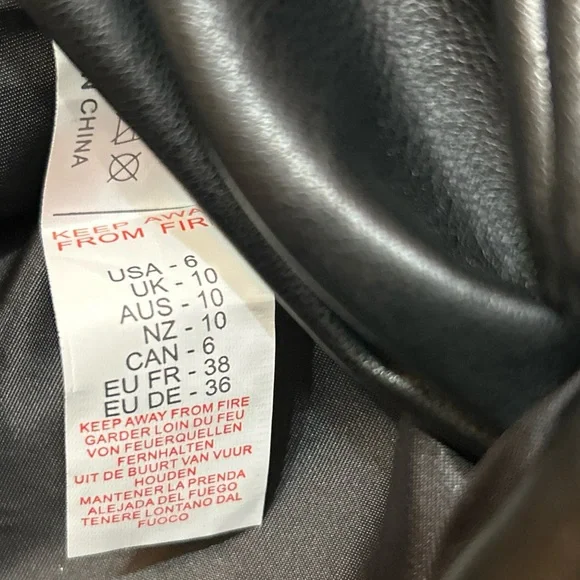 N CHINA
KEEP AWAY
FROM FIR
USA - 6
UK - 10
AUS - 10
NZ - 10
CAN - 6
EU FR - 38
EU DE - 36
KEEP AWAY FROM FIRE
GARDER LOIN DU FEU
VON FEUERQUELLEN
FERNHALTEN
UIT DE BUURT VAN VUUR
HOUDEN
MANTENER LA PRENDA
ALEJADA DEL FUEGO
TENERE LONTANO DAL
FUOCO